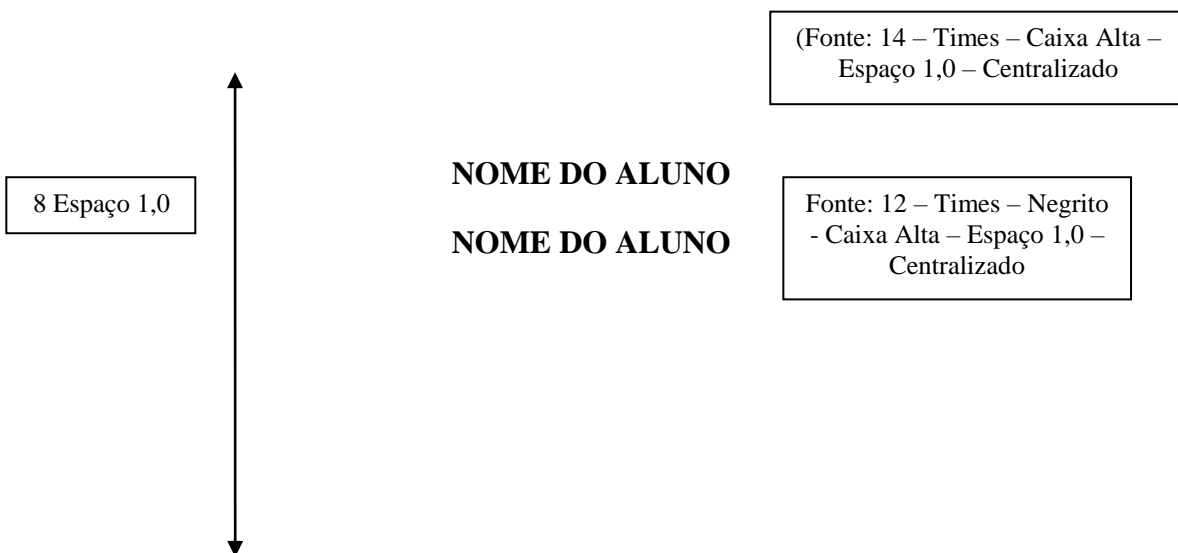 (Fonte: 14 – Times – Caixa Alta –
Espaço 1,0 – Centralizado
NOME DO ALUNO
8 Espaço 1,0
NOME DO ALUNO
Fonte: 12 – Times – Negrito
- Caixa Alta – Espaço 1,0 –
Centralizado